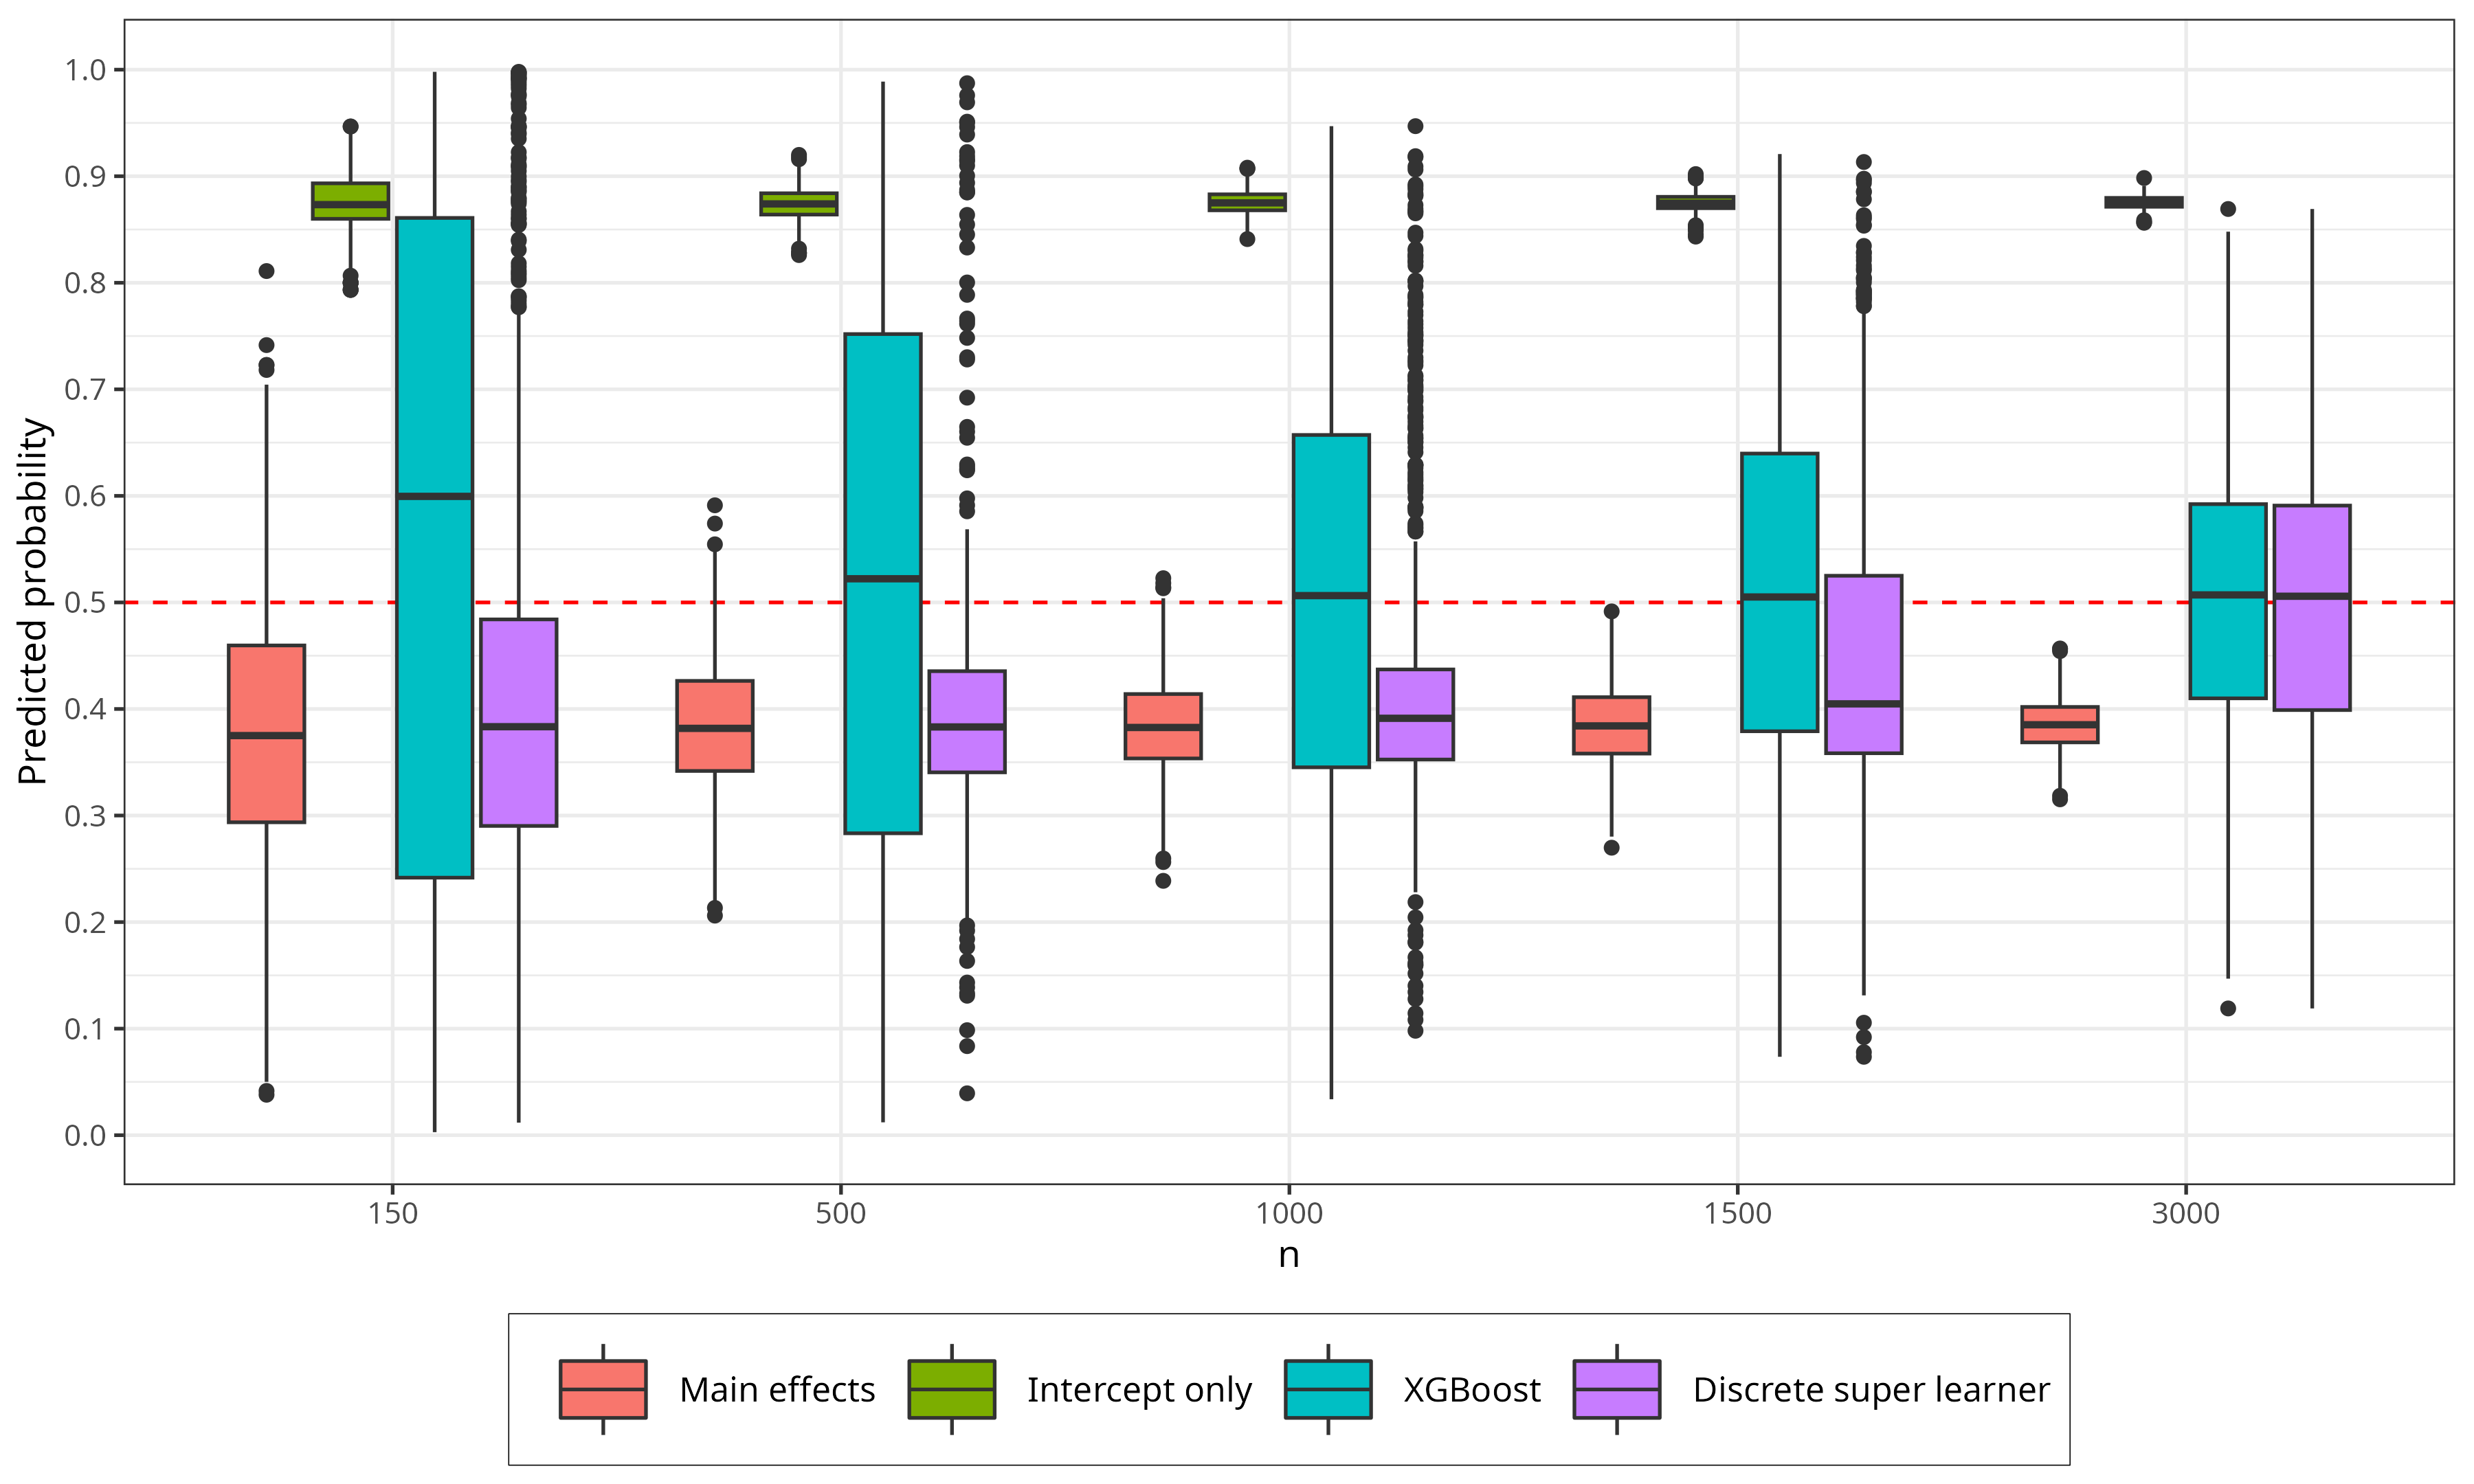 Predicted probability
1.0
0.9
0.8
0.7
0.6
0.5
0.4
0.3
0.2
0.1
0.0
150 500 1000 1500 3000
n
Main effects Intercept only XGBoost Discrete super learner